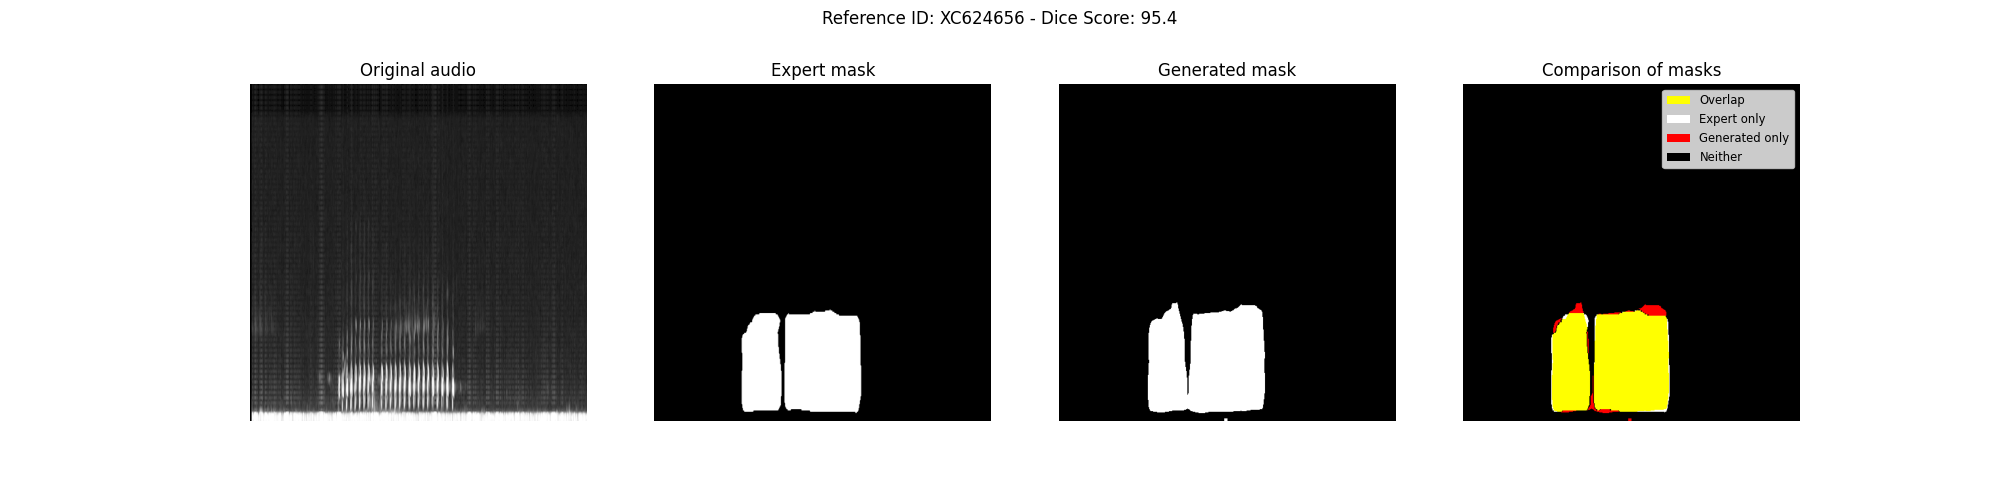 Reference ID: XC624656 - Dice Score: 95.4
Original audio
Expert mask
Generated mask
Comparison of masks
Overlap
Expert only
Generated only
Neither